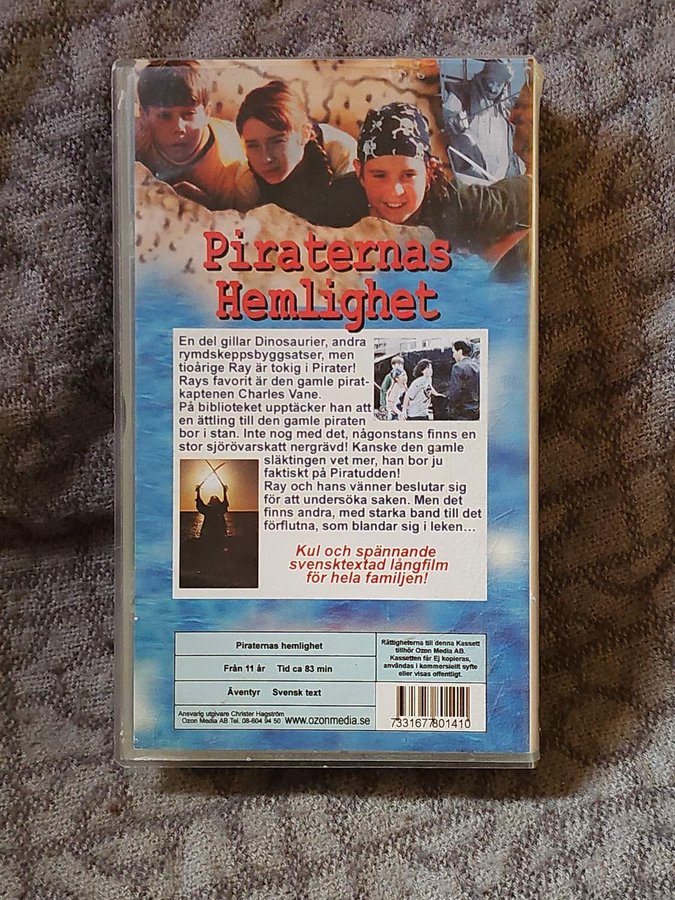 Piraternas
Hemlighet
En del gillar Dinosaurier, andra
rymdskeppsbyggsatser, men
tioårige Ray är tokig i Pirater!
Rays favorit är den gamle pirat-
kaptenen Charles Vane.
På biblioteket upptäcker han att
en ättling till den gamle piraten
bor i stan. Inte nog med det, någonstans finns en
stor sjörövarskatt nergrävd! Kanske den gamle
släktingen vet mer, han bor ju
faktiskt på Piratudden!
Ray och hans vänner beslutar sig
för att undersöka saken. Men det
finns andra, med starka band till det
förflutna, som blandar sig i leken...
Kul och spännande
svensktextad långfilm
för hela familjen!
Piraternas hemlighet
Från 11 år Tid ca 83 min
Äventyr Svensk text
Ansvarig utgivare Christer Hagström
Ozon Media AB Tel. 08-604 94 50 www.ozonmedia.se
Rättigheterna till denna Kassett
tillhör Ozon Media AB.
Kassetten får Ej kopieras,
användas i kommersiellt syfte
eller visas offentligt.
7331677801410